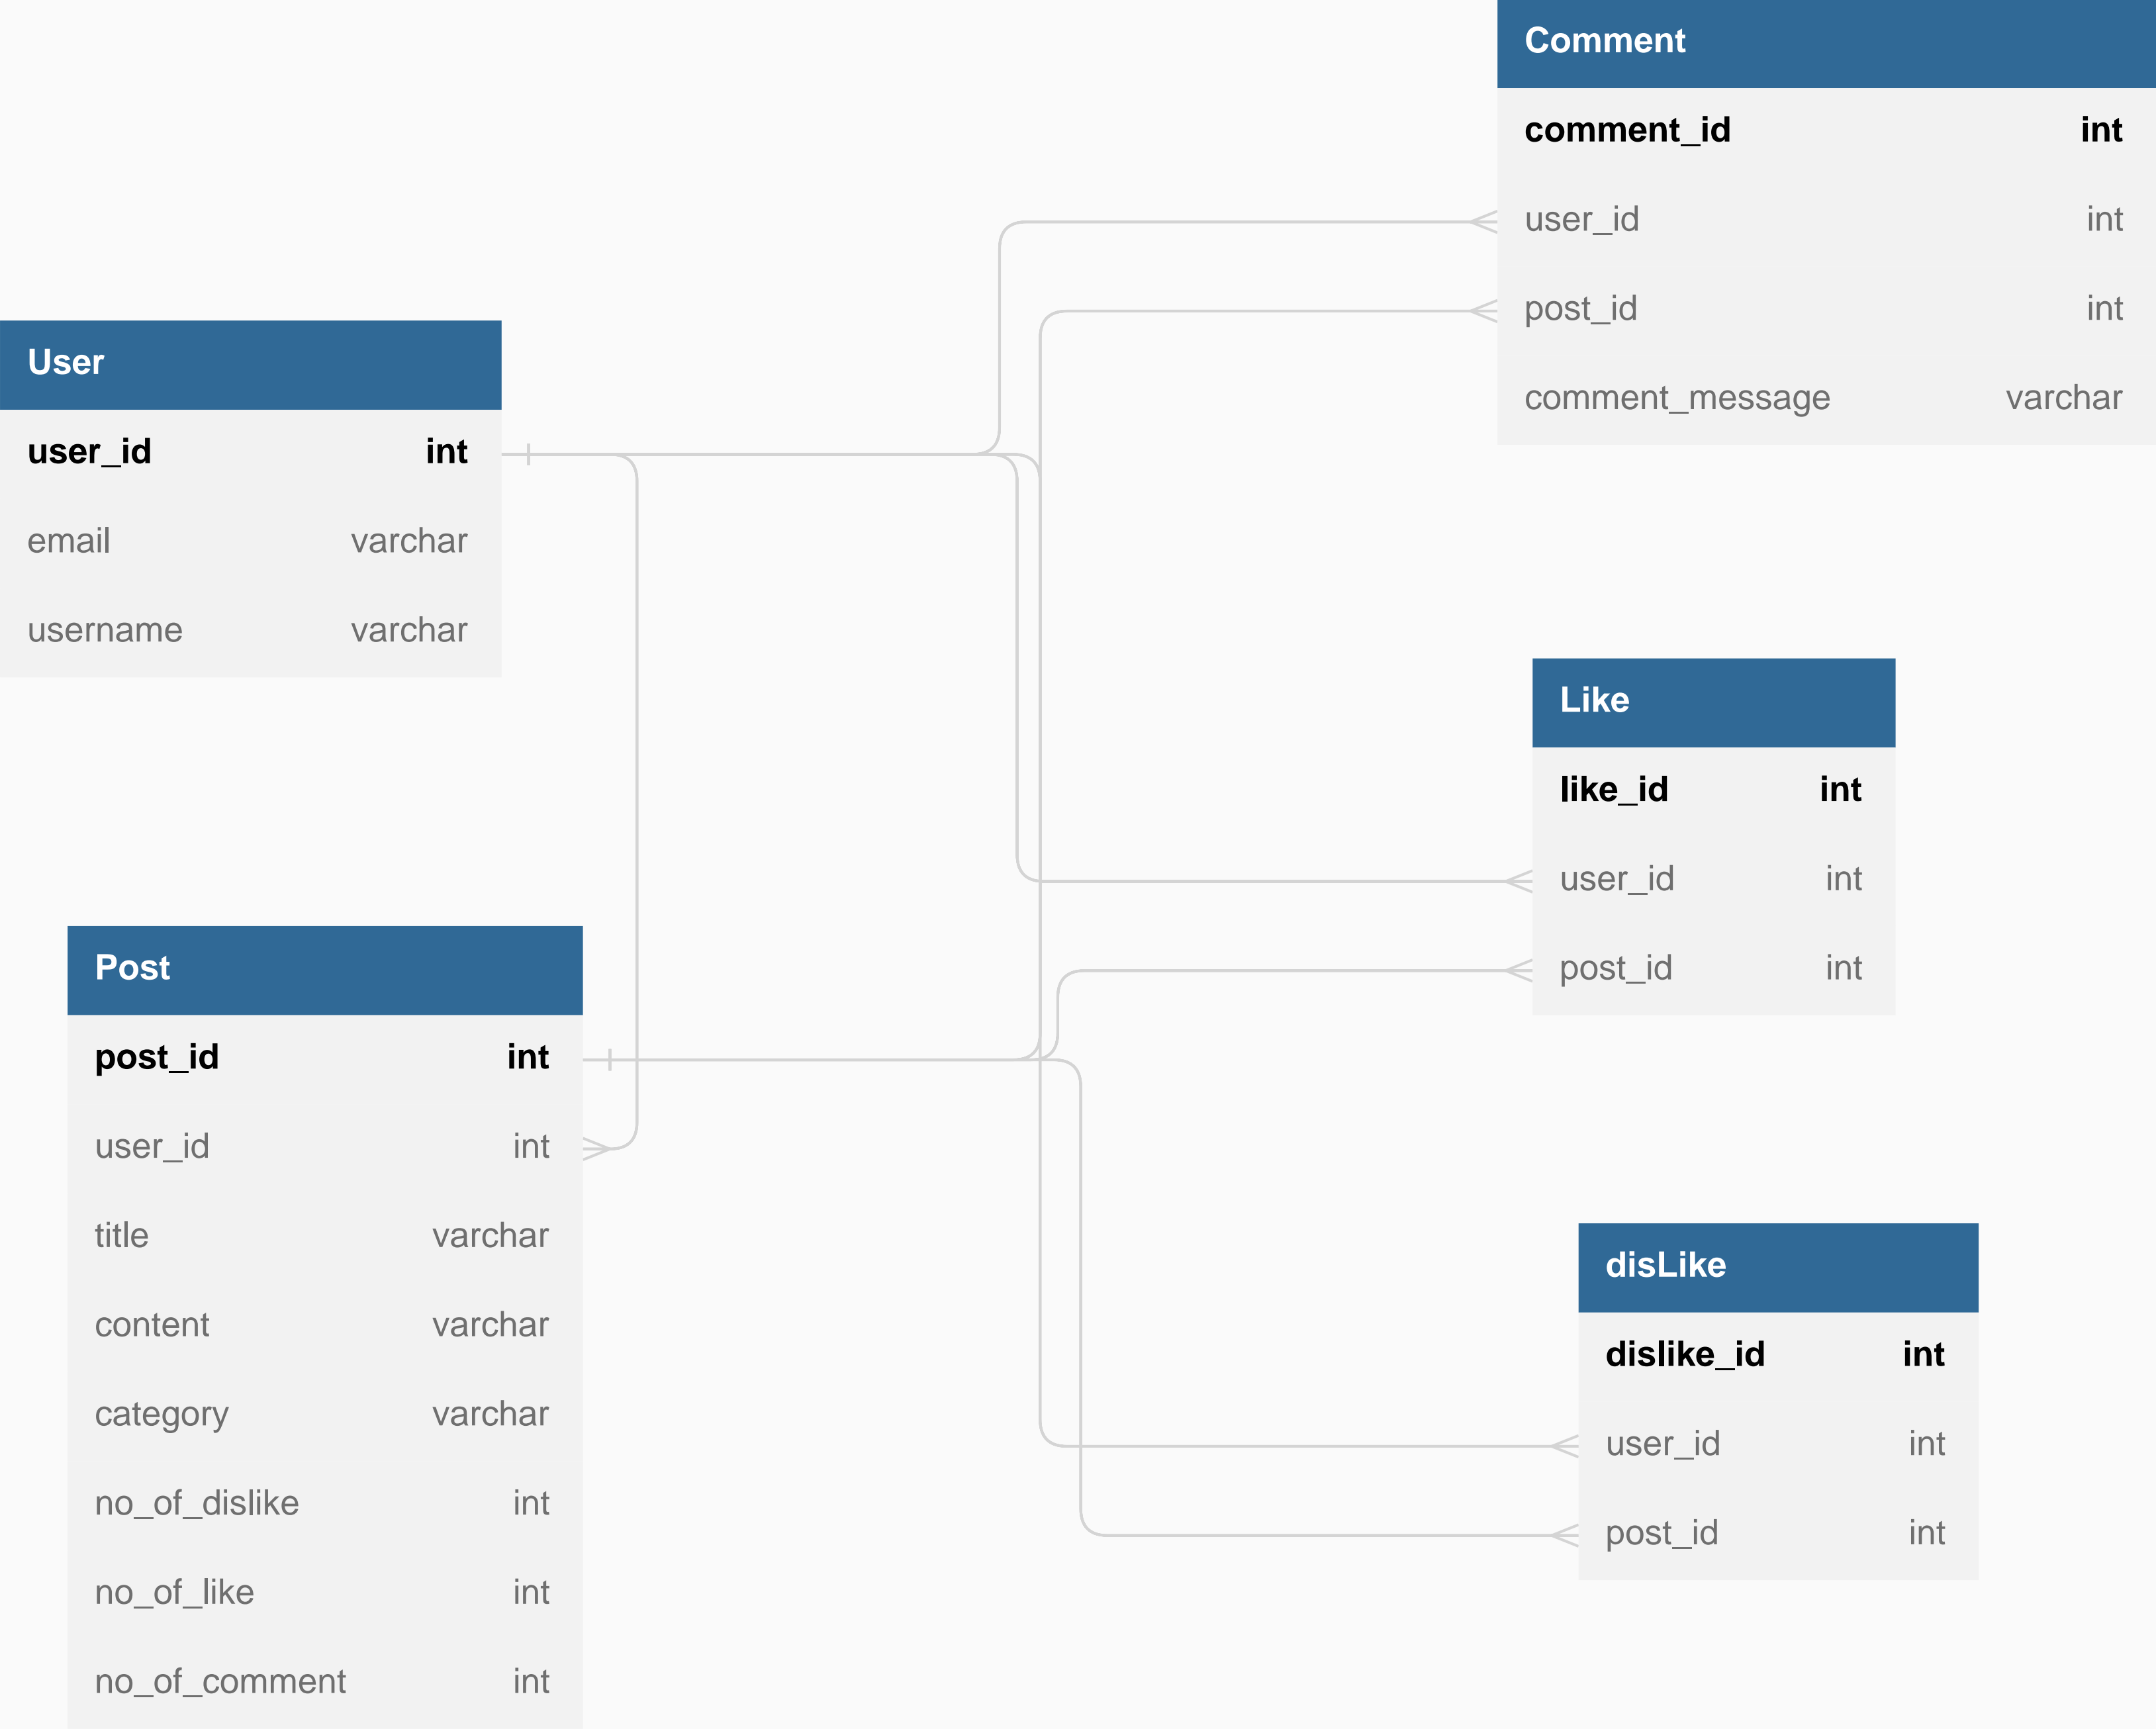 User
user_id int
email varchar
username varchar
Post
post_id int
user_id int
title varchar
content varchar
category varchar
no_of_dislike int
no_of_like int
no_of_comment int
Comment
comment_id int
user_id int
post_id int
comment_message varchar
Like
like_id int
user_id int
post_id int
disLike
dislike_id int
user_id int
post_id int